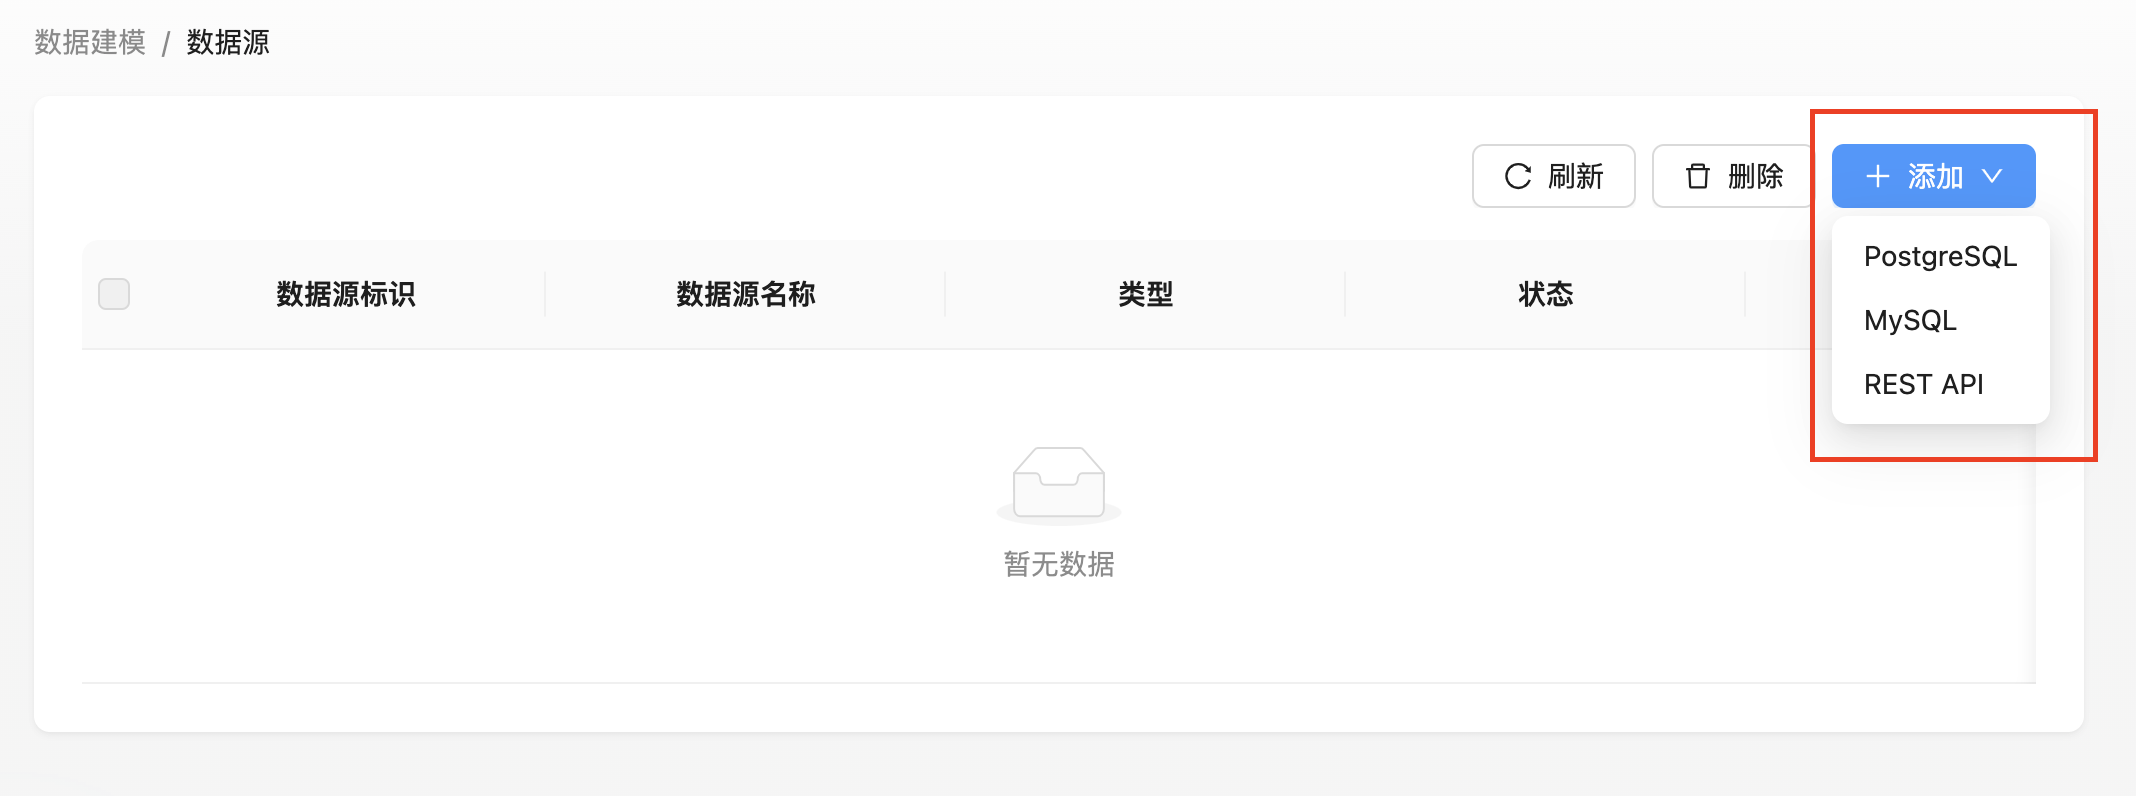 数据建模 / 数据源
刷新 删除 添加
PostgreSQL
MySQL
REST API
数据源标识 数据源名称 类型 状态
暂无数据